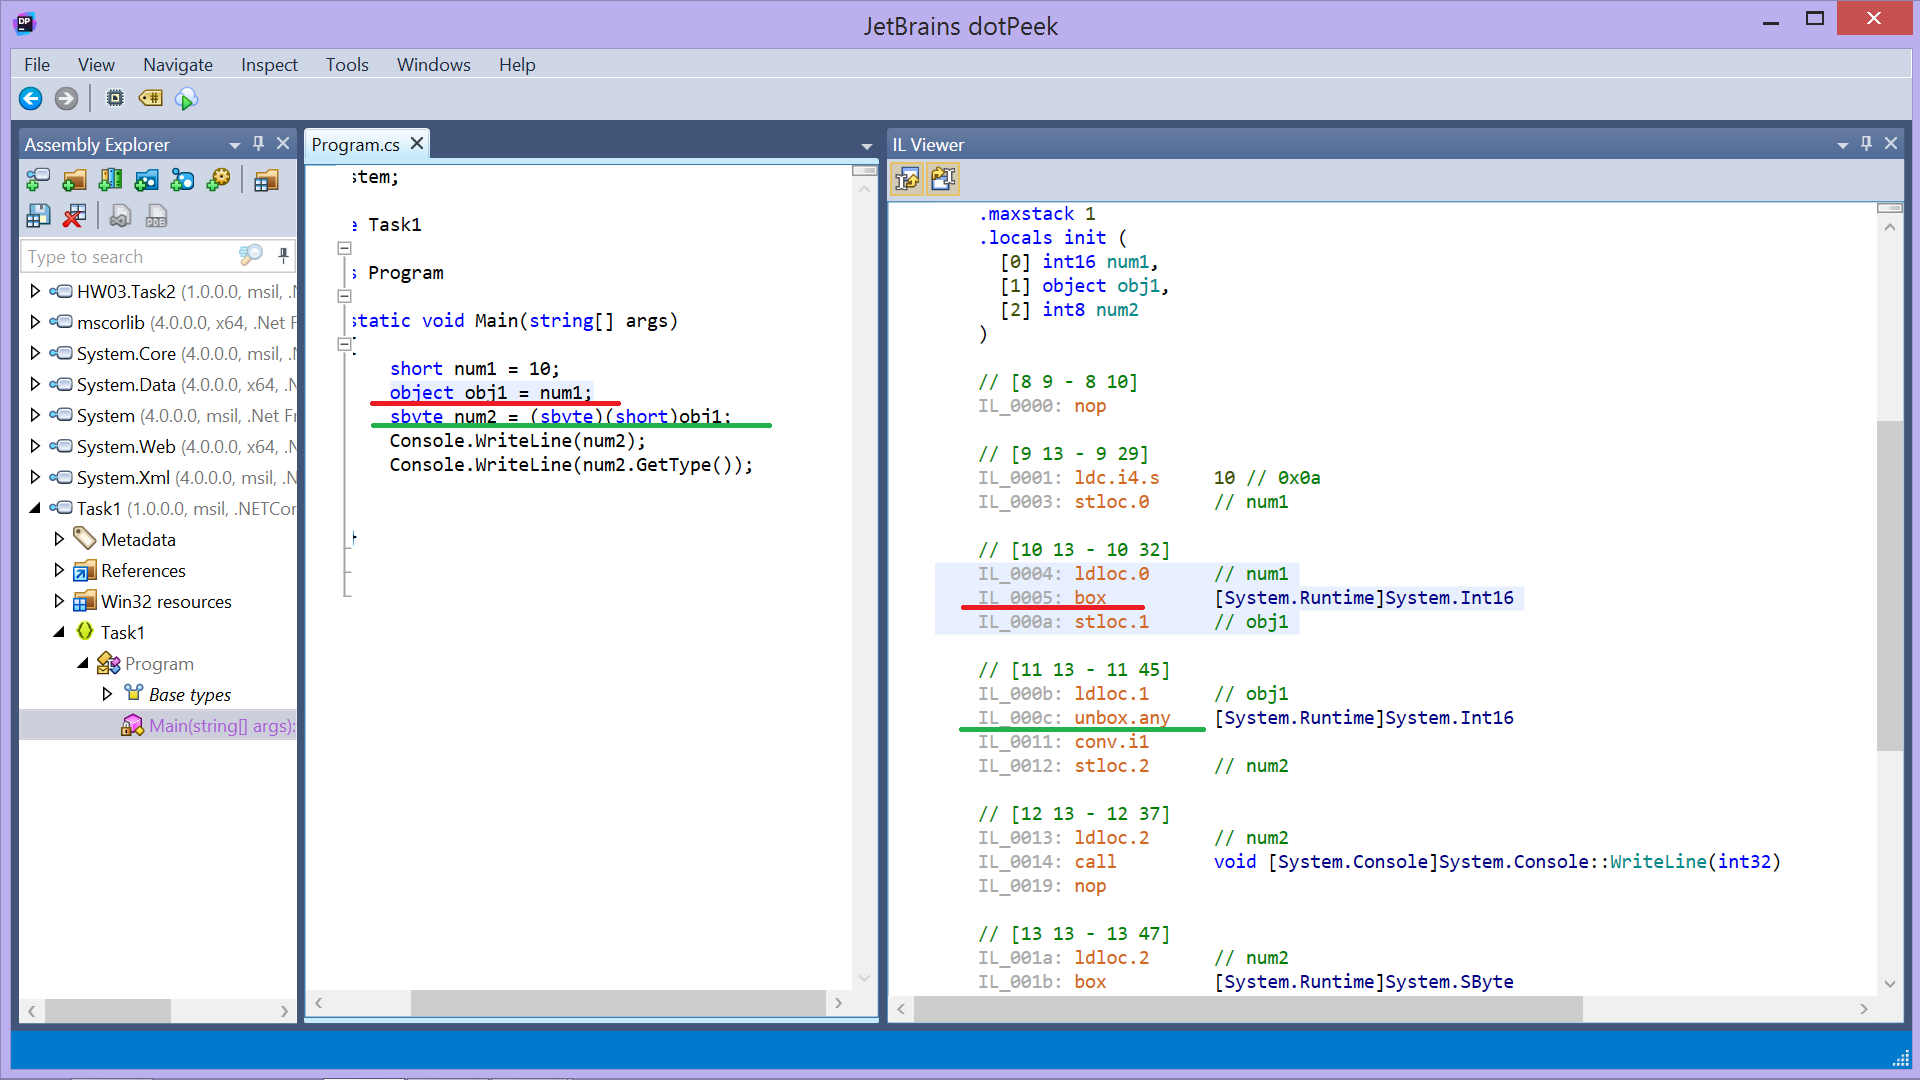 DP
JetBrains dotPeek
File View Navigate Inspect Tools Windows Help
Assembly Explorer
Type to search
HW03.Task2 (1.0.0.0, msil, .N
mscorlib (4.0.0.0, x64, .Net F
System.Core (4.0.0.0, msil, .
System.Data (4.0.0.0, x64, .N
System (4.0.0.0, msil, .Net Fr
System.Web (4.0.0.0, x64, .N
System.Xml (4.0.0.0, msil, .N
Task1 (1.0.0.0, msil, .NETCor
Metadata
References
Win32 resources
Task1
Program
Base types
Main(string[] args):
Program.cs
stem;
e Task1
s Program
static void Main(string[] args)
short num1 = 10;
object obj1 = num1;
sbyte num2 = (sbyte)(short)obj1;
Console.WriteLine(num2);
Console.WriteLine(num2.GetType());
}
IL Viewer
.maxstack 1
.locals init (
[0] int16 num1,
[1] object obj1,
[2] int8 num2
)
// [8 9 - 8 10]
IL_0000: nop
// [9 13 - 9 29]
IL_0001: ldc.i4.s 10 // 0x0a
IL_0003: stloc.0 // num1
// [10 13 - 10 32]
IL_0004: ldloc.0 // num1
IL_0005: box [System.Runtime]System.Int16
IL_000a: stloc.1 // obj1
// [11 13 - 11 45]
IL_000b: ldloc.1 // obj1
IL_000c: unbox.any [System.Runtime]System.Int16
IL_0011: conv.i1
IL_0012: stloc.2 // num2
// [12 13 - 12 37]
IL_0013: ldloc.2 // num2
IL_0014: call void [System.Console]System.Console::WriteLine(int32)
IL_0019: nop
// [13 13 - 13 47]
IL_001a: ldloc.2 // num2
IL_001b: box [System.Runtime]System.SByte